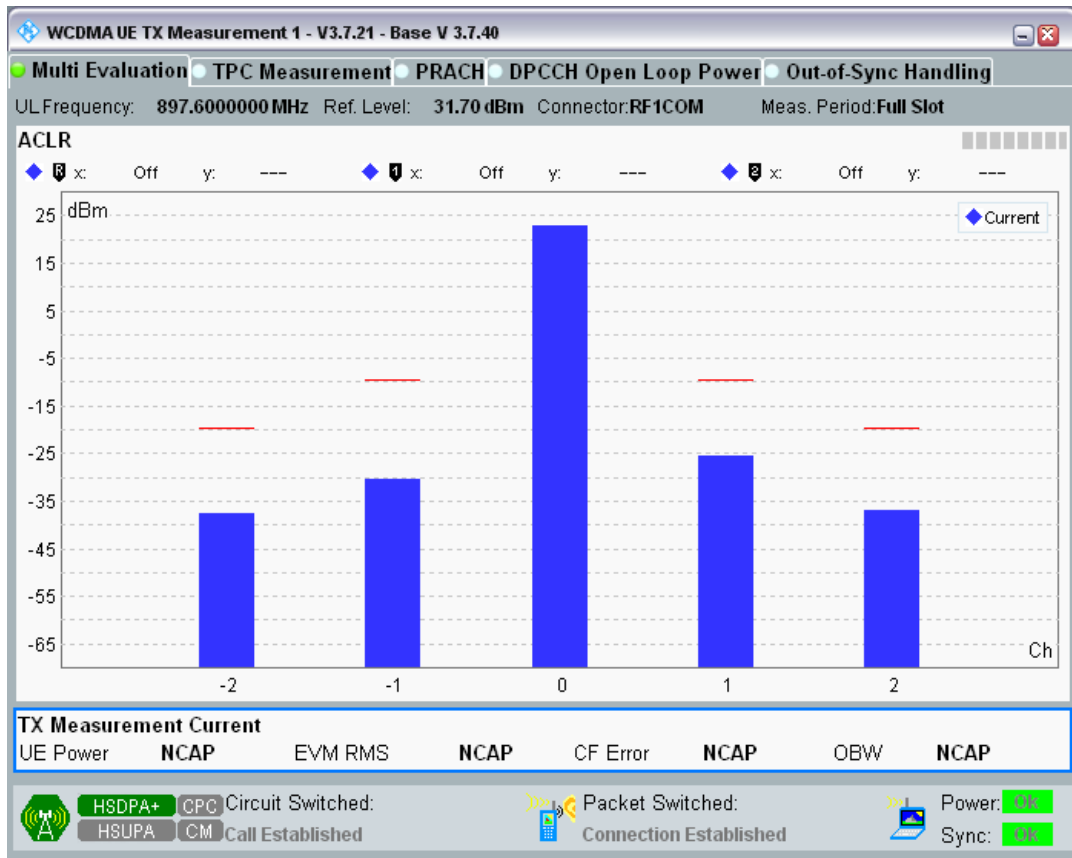 WCDMA UE TX Measurement 1 - V3.7.21 - Base V 3.7.40
Multi Evaluation TPC Measurement PRACH DPCCH Open Loop Power Out-of-Sync Handling
UL Frequency: 897.6000000 MHz Ref. Level: 31.70 dBm Connector: RF1COM Meas. Period: Full Slot
ACLR
R x: Off y: --- 1 x: Off y: --- 2 x: Off y: ---
25 dBm Current
15
5
-5
-15
-25
-35
-45
-55
-65
Ch
-2 -1 0 1 2
TX Measurement Current
UE Power NCAP EVM RMS NCAP CF Error NCAP OBW NCAP
HSDPA+ CPC Circuit Switched: Packet Switched: Power: OK
HSUPA CM Call Established Connection Established Sync: OK